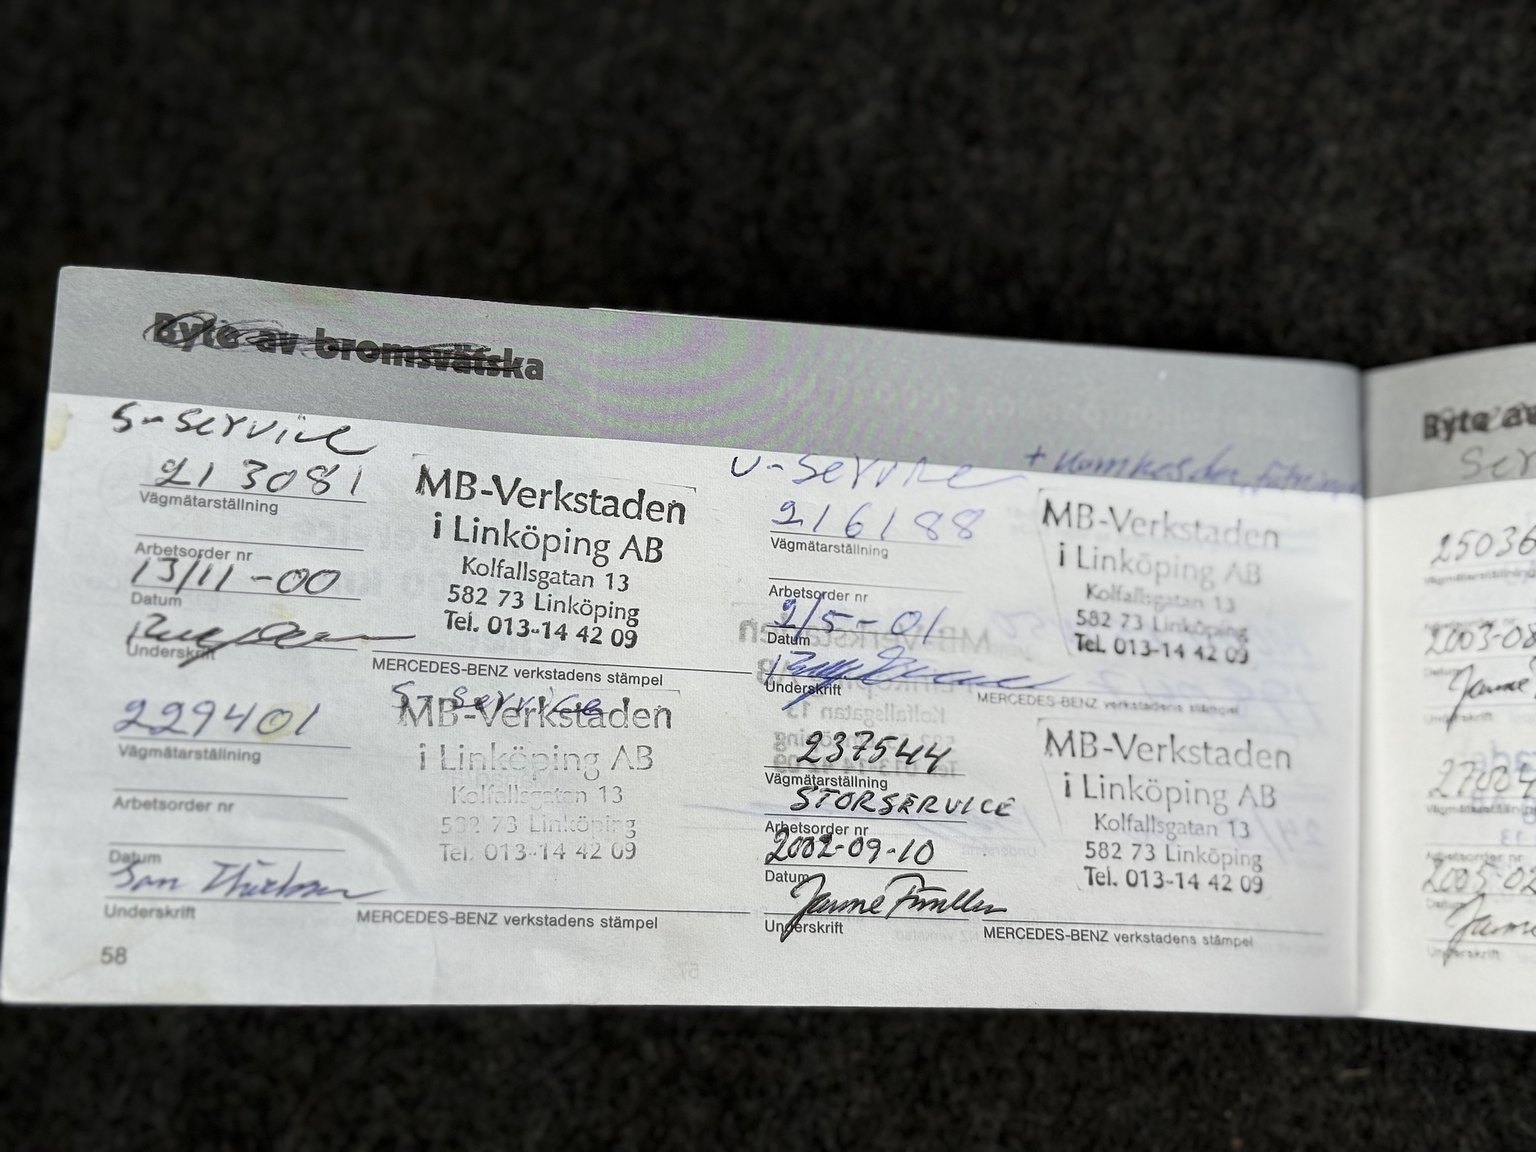 Byte av bromsvätska
S-service
213081
Vägmätarställning
Arbetsorder nr
13/11-00
Datum
Underskrift
MB-Verkstaden
i Linköping AB
Kolfallsgatan 13
582 73 Linköping
Tel. 013-14 42 09
MERCEDES-BENZ verkstadens stämpel
U-service +
216188
Vägmätarställning
Arbetsorder nr
2/5-01
Datum
Underskrift
MB-Verkstaden
i Linköping AB
Kolfallsgatan 13
582 73 Linköping
Tel. 013-14 42 09
MERCEDES-BENZ verkstadens stämpel
S-service
229401
Vägmätarställning
Arbetsorder nr
Datum
Underskrift
MB-Verkstaden
i Linköping AB
Kolfallsgatan 13
582 73 Linköping
Tel. 013-14 42 09
MERCEDES-BENZ verkstadens stämpel
237544
Vägmätarställning
STORSERVICE
Arbetsorder nr
2002-09-10
Datum
Underskrift
MB-Verkstaden
i Linköping AB
Kolfallsgatan 13
582 73 Linköping
Tel. 013-14 42 09
MERCEDES-BENZ verkstadens stämpel
58
Byte av
25036
2003-08